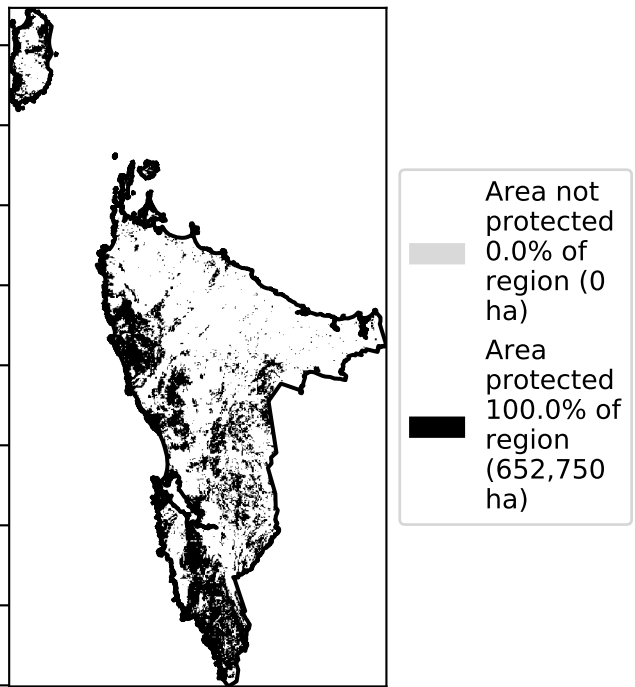 Area not
protected
0.0% of
region (0
ha)
Area
protected
100.0% of
region
(652,750
ha)